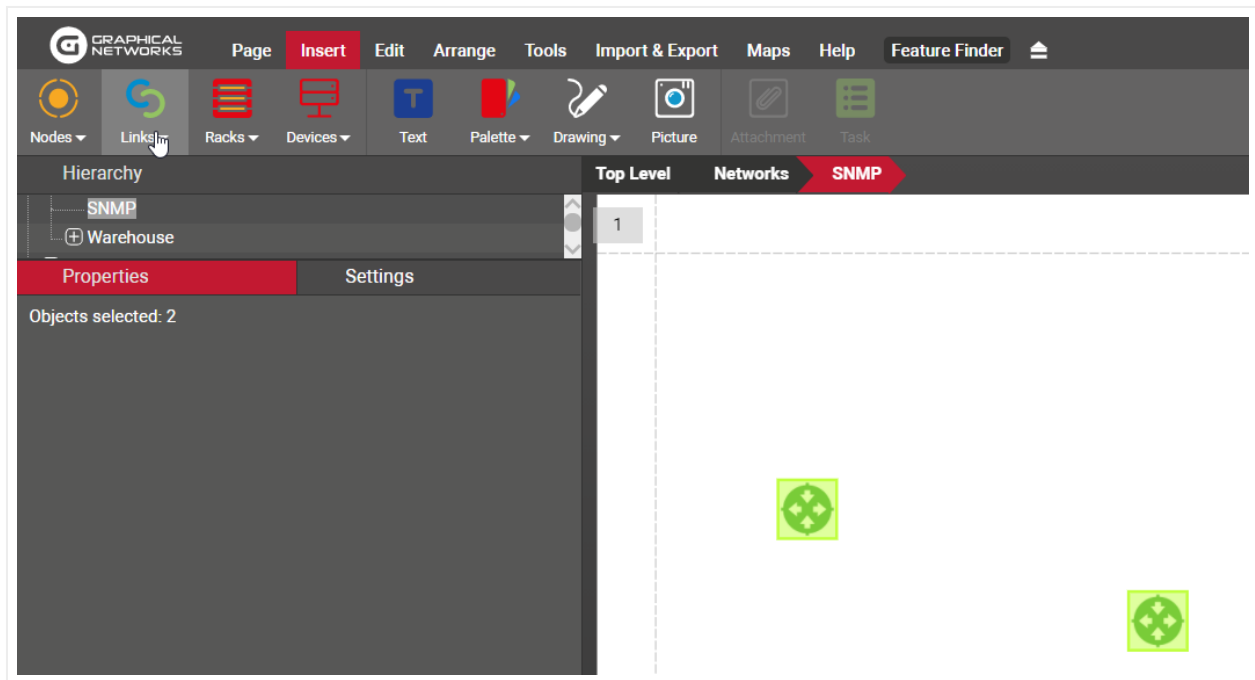 GRAPHICAL
NETWORKS
Page Insert Edit Arrange Tools Import & Export Maps Help Feature Finder
Nodes Links Racks Devices Text Palette Drawing Picture Attachment Task
Hierarchy
Top Level Networks SNMP
SNMP
1
Warehouse
Properties Settings
Objects selected: 2